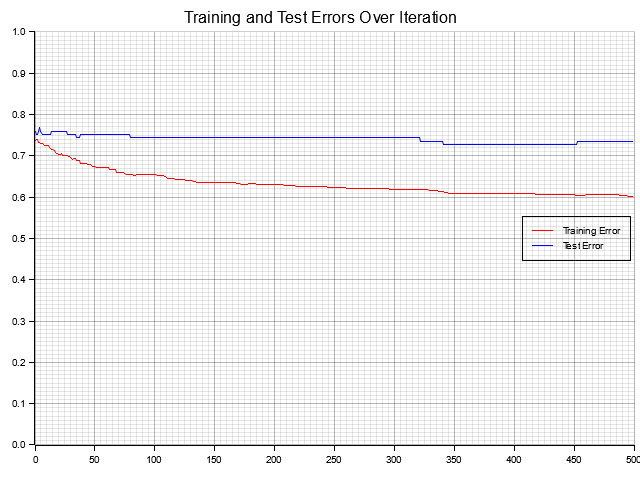 Training and Test Errors Over Iteration
1.0
0.9
0.8
0.7
0.6
0.5
0.4
0.3
0.2
0.1
0.0
Training Error
Test Error
0 50 100 150 200 250 300 350 400 450 500